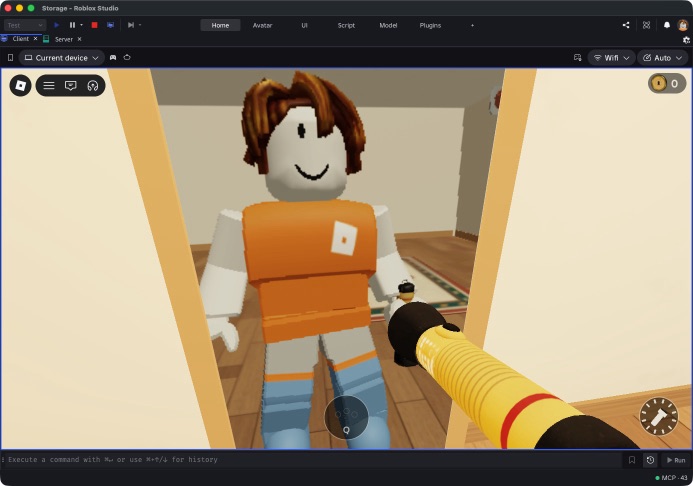 Storage - Roblox Studio
Test
Home Avatar UI Script Model Plugins
Client Server
Current device Wifi Auto
0
Q
Execute a command with ⌘↵ or use ⌘+↑/↓ for history Run
MCP · 43